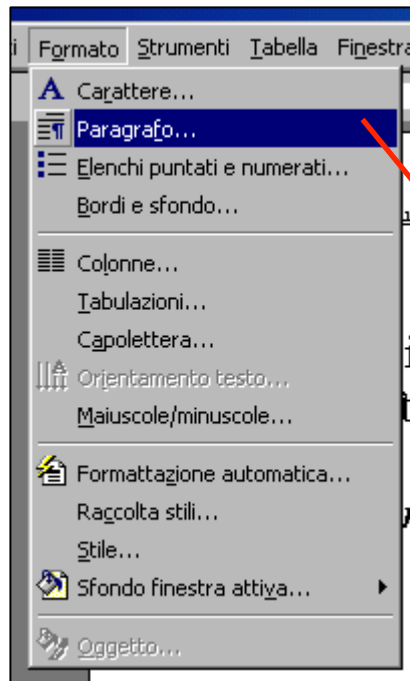 Formato Strumenti Tabella Finestra
Carattere...
Paragrafo...
Elenchi puntati e numerati...
Bordi e sfondo...
Colonne...
Tabulazioni...
Capolettera...
Orientamento testo...
Maiuscole/minuscole...
Formattazione automatica...
Raccolta stili...
Stile...
Sfondo finestra attiva...
Oggetto...